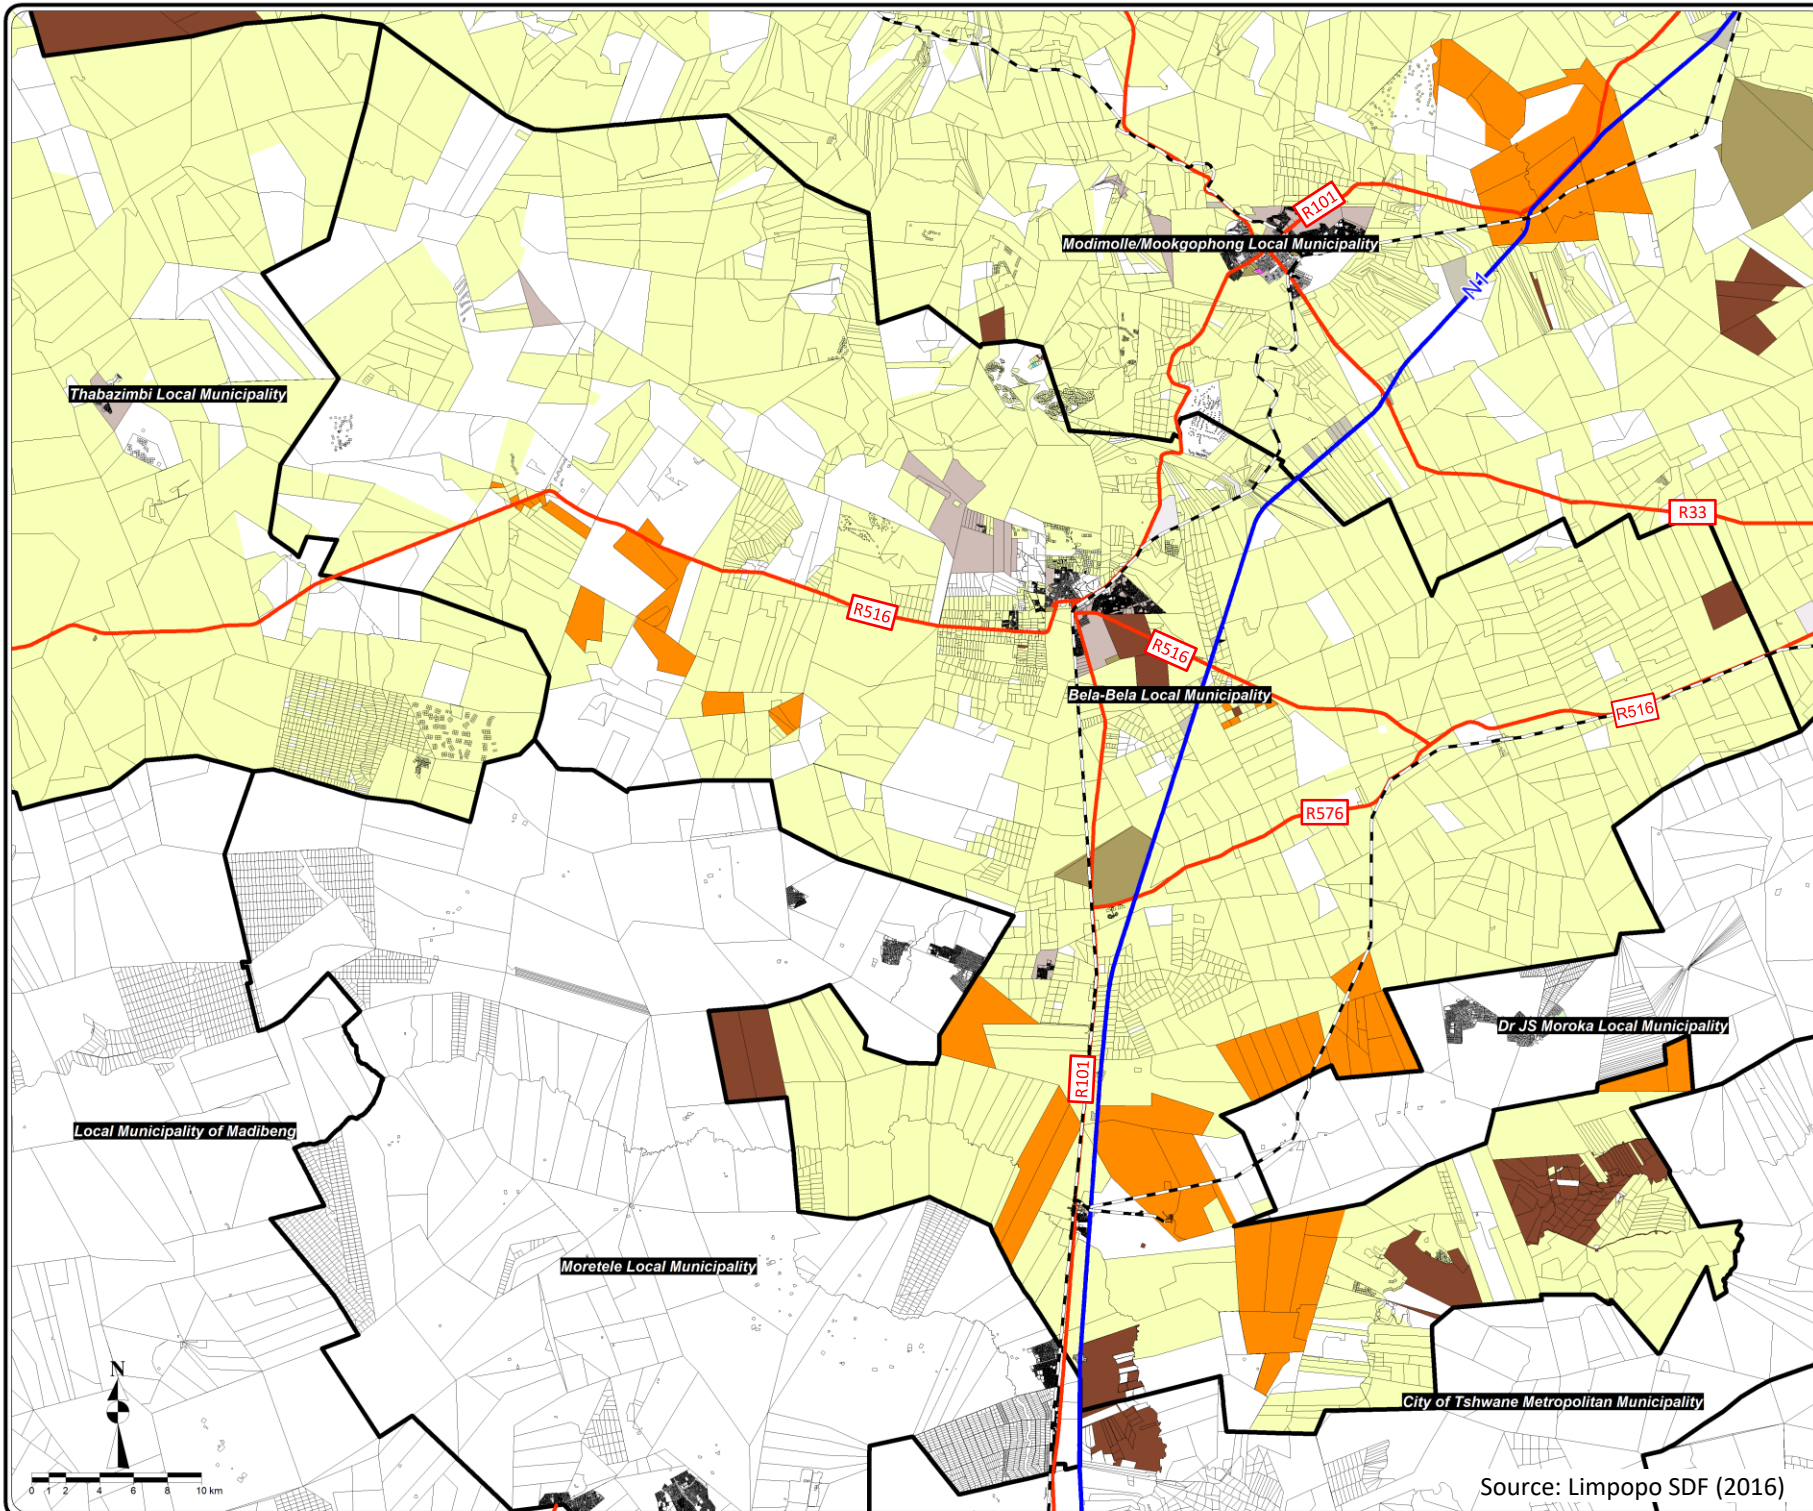 R101
Modimolle/Mookgophong Local Municipality
N-1
Thabazimbi Local Municipality
R33
R516
R516
Bela-Bela Local Municipality
R516
R576
Dr JS Moroka Local Municipality
R101
Local Municipality of Madibeng
Moretele Local Municipality
N
City of Tshwane Metropolitan Municipality
0 1 2 4 6 8 10 km
Source: Limpopo SDF (2016)